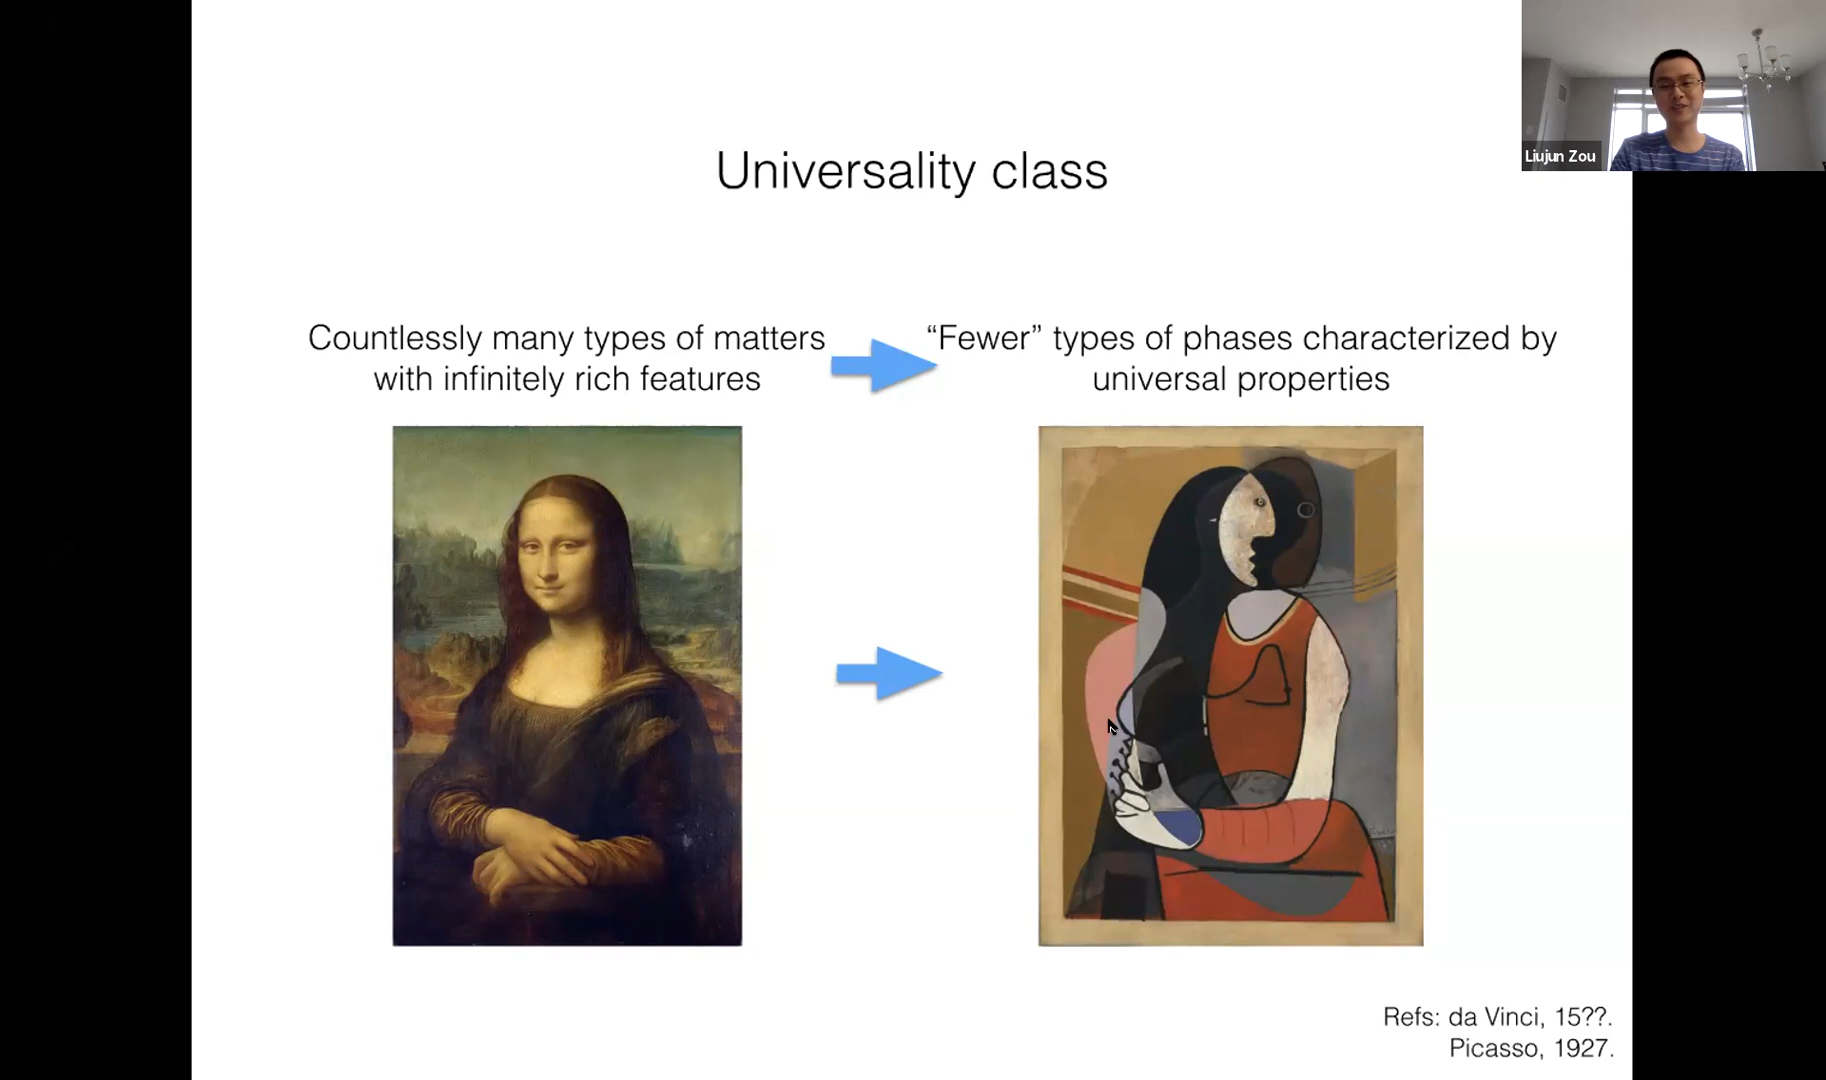 Liujun Zou
Universality class
Countlessly many types of matters
with infinitely rich features
“Fewer” types of phases characterized by
universal properties
Refs: da Vinci, 15??.
Picasso, 1927.